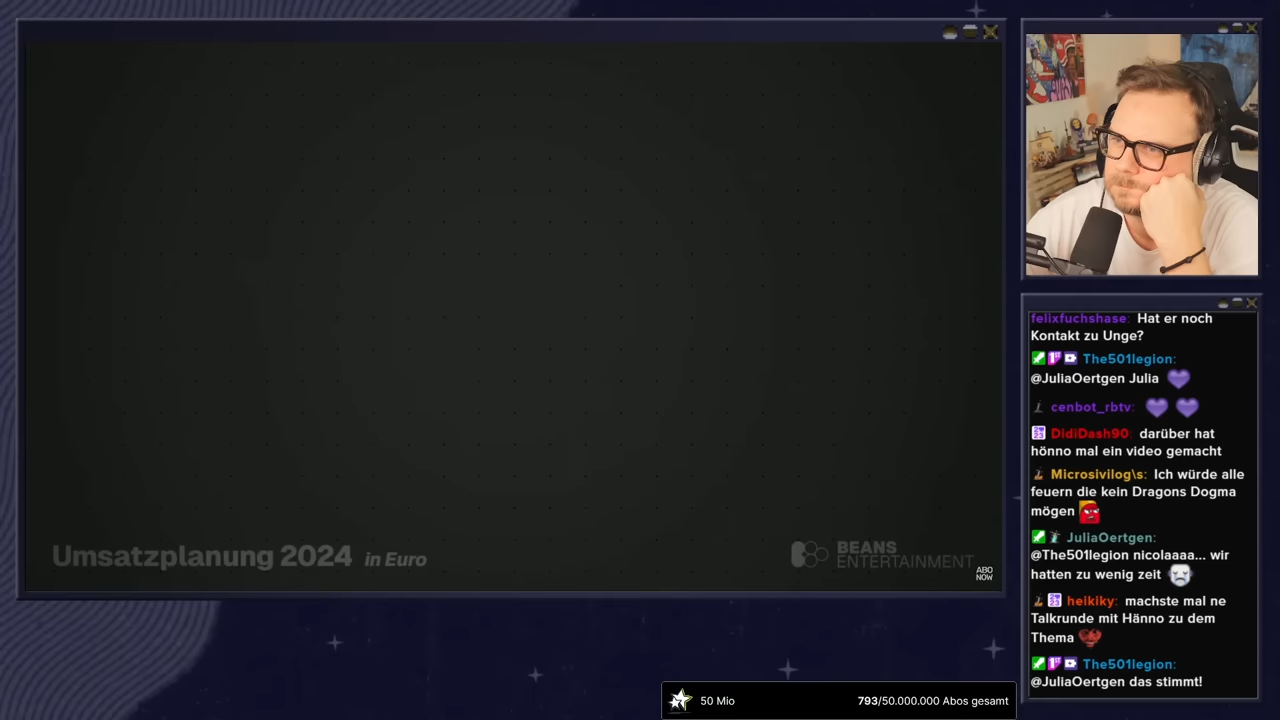 Umsatzplanung 2024 in Euro
BEANS
ENTERTAINMENT
ABO
NOW
felixfuchshase: Hat er noch
Kontakt zu Unge?
The501legion:
@JuliaOertgen Julia
cenbot_rbtv:
DidiDash90: darüber hat
hönno mal ein video gemacht
Microsivilog\s: Ich würde alle
feuern die kein Dragons Dogma
mögen
JuliaOertgen:
@The501legion nicolaaaa... wir
hatten zu wenig zeit
heikiky: machste mal ne
Talkrunde mit Hänno zu dem
Thema
The501legion:
@JuliaOertgen das stimmt!
50 Mio
793/50.000.000 Abos gesamt